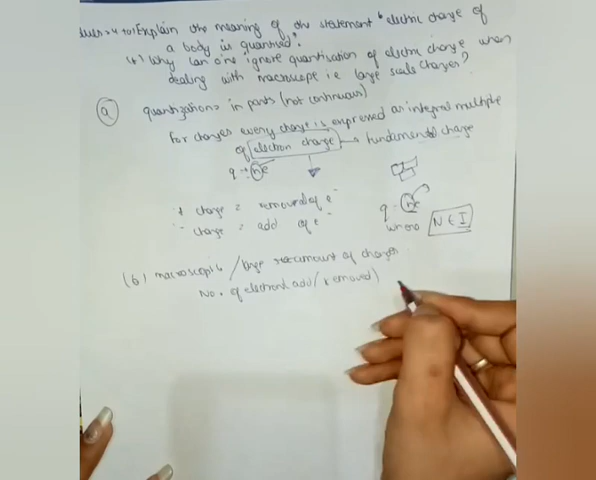 Explain the meaning of the statement 'electric charge of
a body is quantised'.
(b) Why can one ignore quantization of electric charge when
dealing with macroscopic i.e large scale charges?
(a) quantization = in parts (not continuous)
for charges every charge is expressed as integral multiple
of electron charge → fundamental charge
q = ne
+ charge = removal of e⁻
- charge = add of e⁻
q = ne
where N ∈ I
(b) macroscopic / large amount of charges
No. of electrons add / removed)